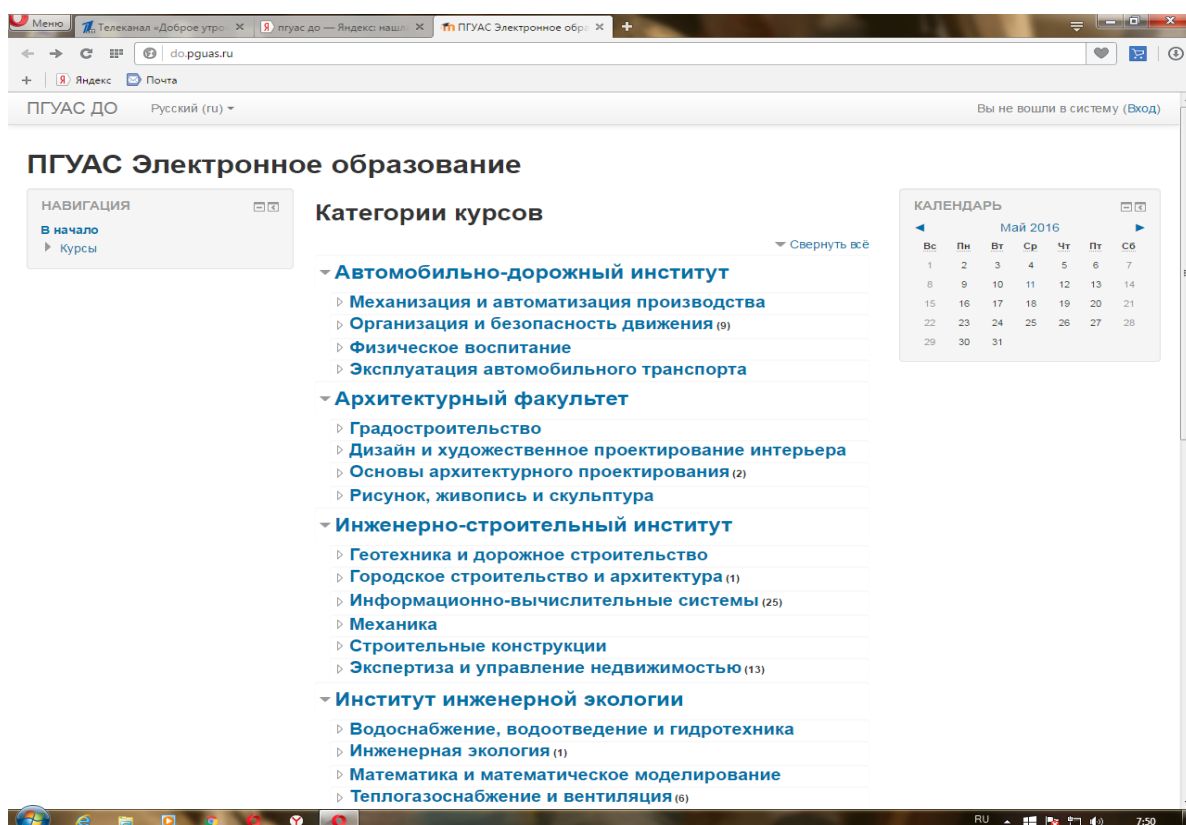 Меню
Телеканал «Доброе утро
пгуас до — Яндекс: нашл
ПГУАС Электронное обра
do.pguas.ru
Яндекс Почта
ПГУАС ДО Русский (ru) Вы не вошли в систему (Вход)
ПГУАС Электронное образование
НАВИГАЦИЯ
В начало
Курсы
Категории курсов
Свернуть всё
Автомобильно-дорожный институт
Механизация и автоматизация производства
Организация и безопасность движения (9)
Физическое воспитание
Эксплуатация автомобильного транспорта
Архитектурный факультет
Градостроительство
Дизайн и художественное проектирование интерьера
Основы архитектурного проектирования (2)
Рисунок, живопись и скульптура
Инженерно-строительный институт
Геотехника и дорожное строительство
Городское строительство и архитектура (1)
Информационно-вычислительные системы (25)
Механика
Строительные конструкции
Экспертиза и управление недвижимостью (13)
Институт инженерной экологии
Водоснабжение, водоотведение и гидротехника
Инженерная экология (1)
Математика и математическое моделирование
Теплогазоснабжение и вентиляция (6)
КАЛЕНДАРЬ
Май 2016
Вс Пн Вт Ср Чт Пт Сб
1 2 3 4 5 6 7
8 9 10 11 12 13 14
15 16 17 18 19 20 21
22 23 24 25 26 27 28
29 30 31
RU 7:50